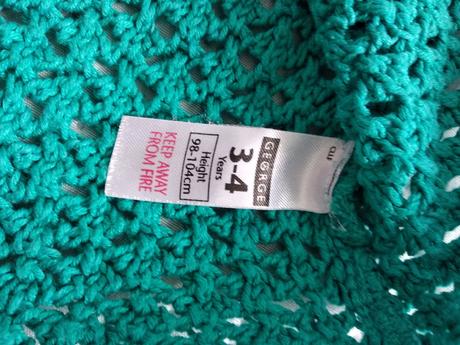 GEORGE
3-4
Years
Height
98-104cm
KEEP AWAY
FROM FIRE